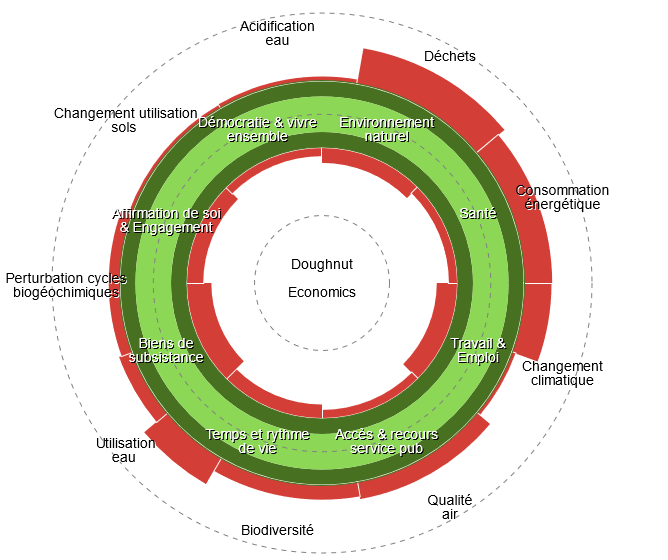 Acidification
eau
Déchets
Changement utilisation
sols
Démocratie & vivre
ensemble
Environnement
naturel
Consommation
énergétique
Affirmation de soi
& Engagement
Santé
Doughnut
Economics
Perturbation cycles
biogéochimiques
Biens de
subsistance
Travail &
Emploi
Changement
climatique
Utilisation
eau
Temps et rythme
de vie
Accès & recours
service pub
Qualité
air
Biodiversité